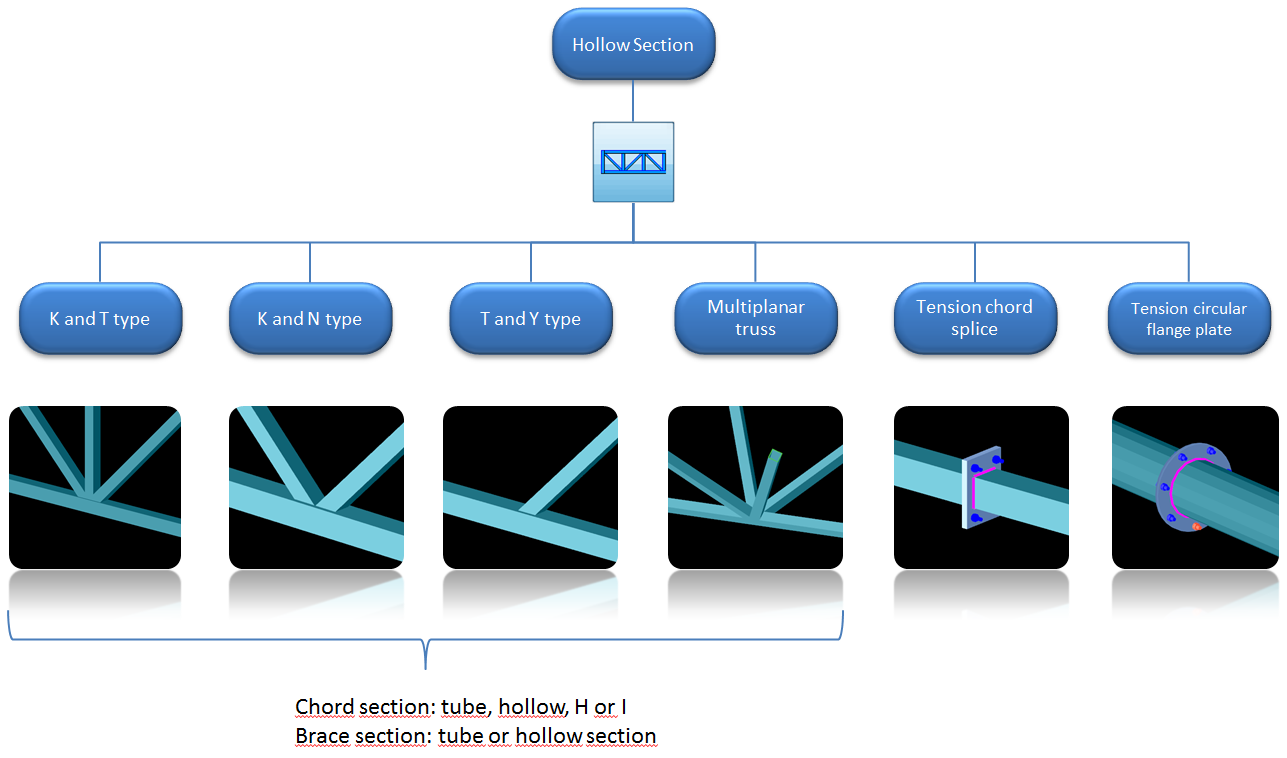 Hollow Section
K and T type
K and N type
T and Y type
Multiplanar
truss
Tension chord
splice
Tension circular
flange plate
Chord section: tube, hollow, H or I
Brace section: tube or hollow section